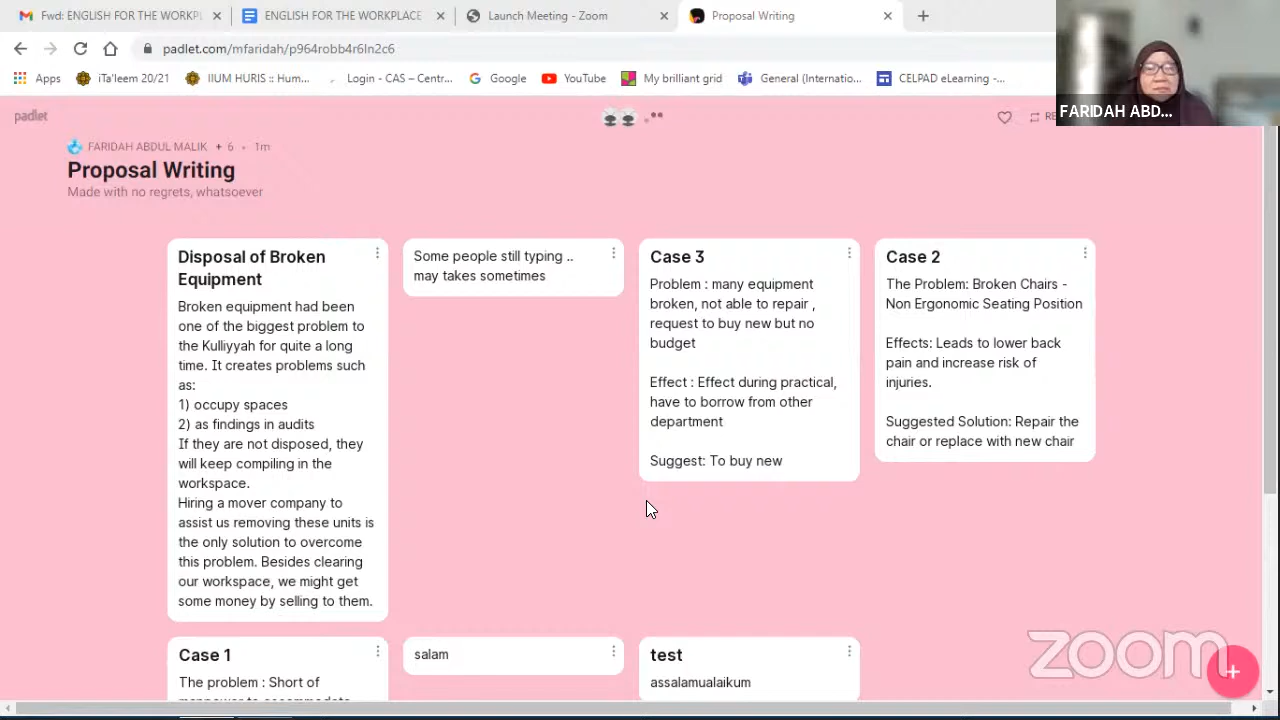 Fwd: ENGLISH FOR THE WORKPL
ENGLISH FOR THE WORKPLACE
Launch Meeting - Zoom
Proposal Writing
padlet.com/mfaridah/p964robb4r6ln2c6
Apps
iTa'leem 20/21
IIUM HURIS :: Hum...
Login - CAS – Centr...
Google
YouTube
My brilliant grid
General (Internatio...
CELPAD eLearning -...
FARIDAH ABD...
padlet
RE
FARIDAH ABDUL MALIK + 6 • 1m
Proposal Writing
Made with no regrets, whatsoever
Disposal of Broken
Equipment
Broken equipment had been
one of the biggest problem to
the Kulliyyah for quite a long
time. It creates problems such
as:
1) occupy spaces
2) as findings in audits
If they are not disposed, they
will keep compiling in the
workspace.
Hiring a mover company to
assist us removing these units is
the only solution to overcome
this problem. Besides clearing
our workspace, we might get
some money by selling to them.
Some people still typing ..
may takes sometimes
Case 3
Problem : many equipment
broken, not able to repair ,
request to buy new but no
budget
Effect : Effect during practical,
have to borrow from other
department
Suggest: To buy new
Case 2
The Problem: Broken Chairs -
Non Ergonomic Seating Position
Effects: Leads to lower back
pain and increase risk of
injuries.
Suggested Solution: Repair the
chair or replace with new chair
Case 1
The problem : Short of
salam
test
assalamualaikum
zoom